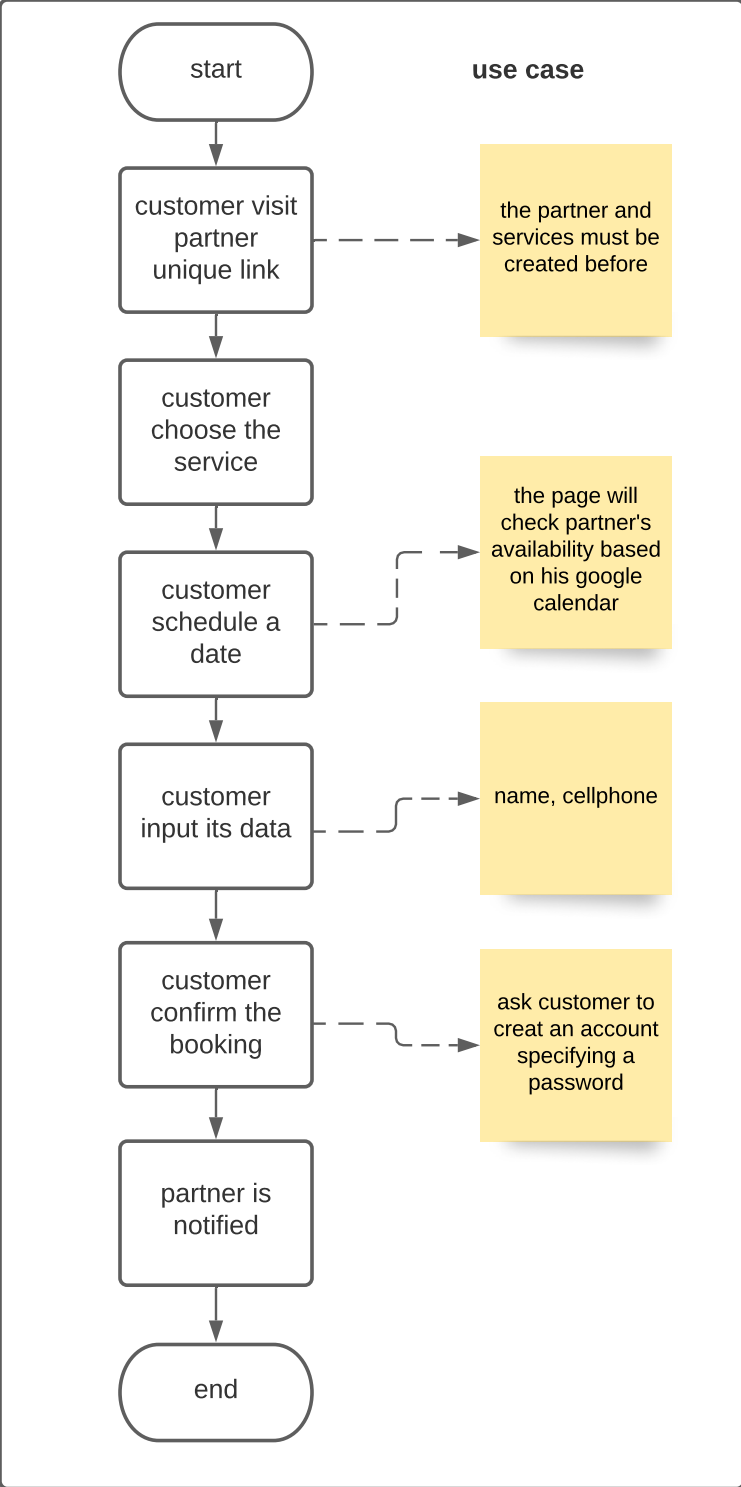 start
use case
customer visit
partner
unique link
the partner and
services must be
created before
customer
choose the
service
customer
schedule a
date
the page will
check partner's
availability based
on his google
calendar
customer
input its data
name, cellphone
customer
confirm the
booking
ask customer to
creat an account
specifying a
password
partner is
notified
end